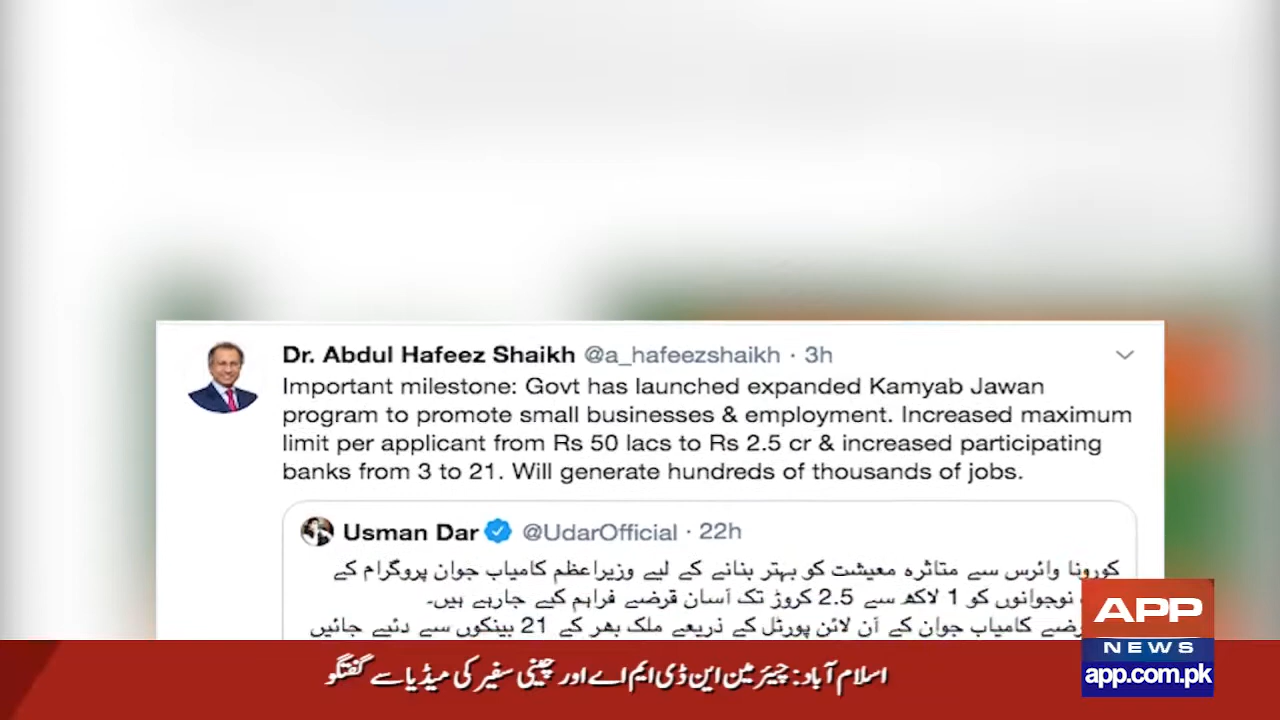 Dr. Abdul Hafeez Shaikh @a_hafeezshaikh · 3h
Important milestone: Govt has launched expanded Kamyab Jawan
program to promote small businesses & employment. Increased maximum
limit per applicant from Rs 50 lacs to Rs 2.5 cr & increased participating
banks from 3 to 21. Will generate hundreds of thousands of jobs.
Usman Dar @UdarOfficial · 22h
کورونا وائرس سے متاثرہ معیشت کو بہتر بنانے کے لیے وزیراعظم کامیاب جوان پروگرام کے
نوجوانوں کو 1 لاکھ سے 2.5 کروڑ تک آسان قرضے فراہم کیے جارہے ہیں۔
کامیاب جوان کے آن لائن پورٹل کے ذریعے ملک بھر کے 21 بینکوں سے دئیے جائیں
APP
NEWS
app.com.pk
اسلام آباد: چیئرمین این ڈی ایم اے اور چینی سفیر کی میڈیا سے گفتگو